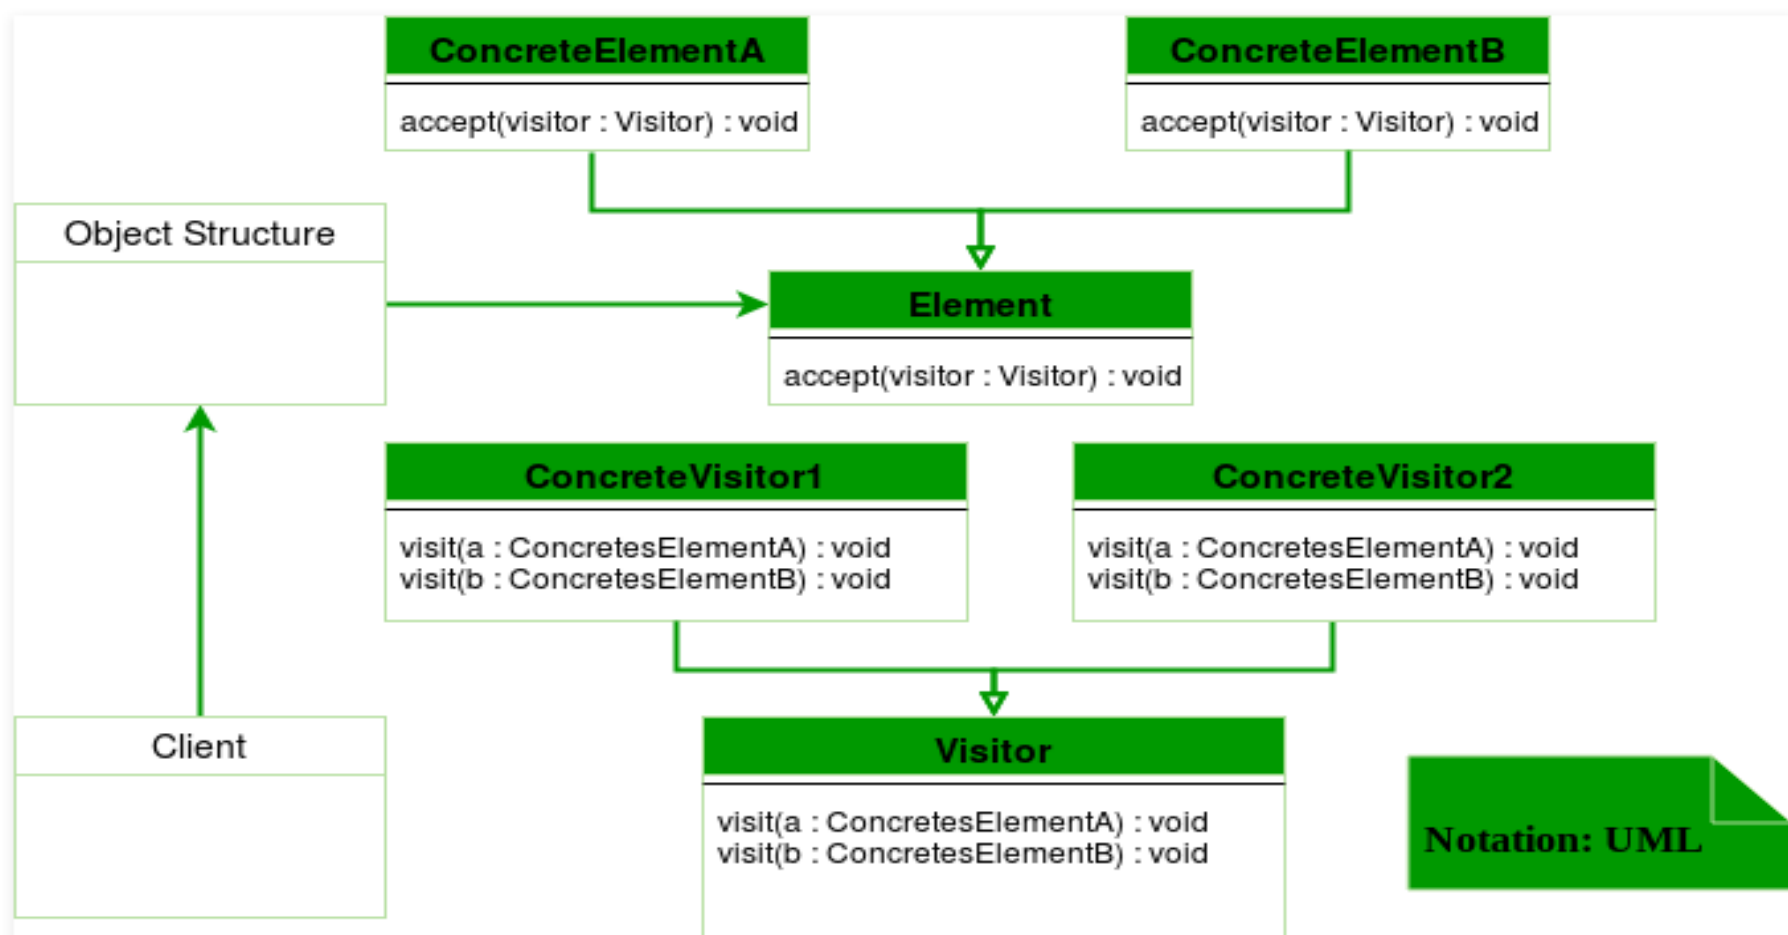 ConcreteElementA
accept(visitor : Visitor) : void
ConcreteElementB
accept(visitor : Visitor) : void
Object Structure
Element
accept(visitor : Visitor) : void
ConcreteVisitor1
visit(a : ConcretesElementA) : void
visit(b : ConcretesElementB) : void
ConcreteVisitor2
visit(a : ConcretesElementA) : void
visit(b : ConcretesElementB) : void
Client
Visitor
visit(a : ConcretesElementA) : void
visit(b : ConcretesElementB) : void
Notation: UML